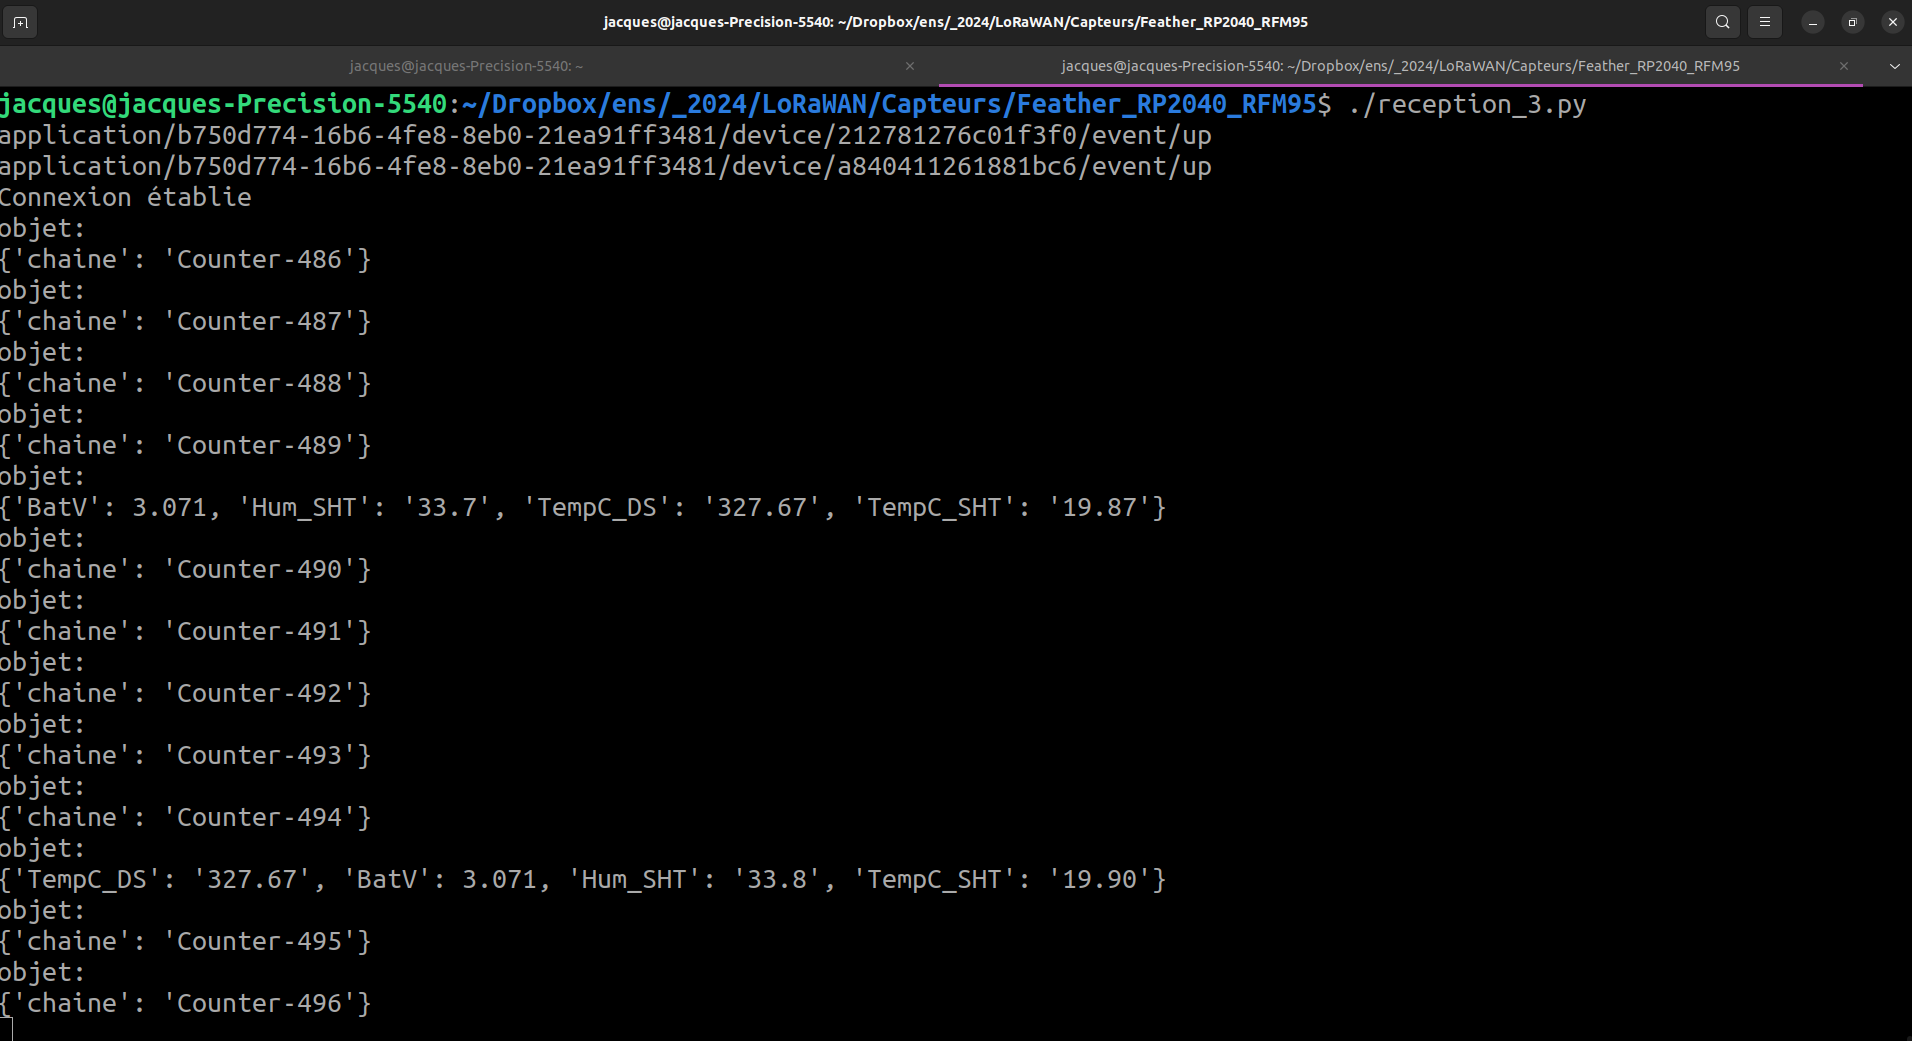 jacques@jacques-Precision-5540: ~/Dropbox/ens/_2024/LoRaWAN/Capteurs/Feather_RP2040_RFM95
jacques@jacques-Precision-5540: ~
jacques@jacques-Precision-5540: ~/Dropbox/ens/_2024/LoRaWAN/Capteurs/Feather_RP2040_RFM95
jacques@jacques-Precision-5540:~/Dropbox/ens/_2024/LoRaWAN/Capteurs/Feather_RP2040_RFM95$ ./reception_3.py
application/b750d774-16b6-4fe8-8eb0-21ea91ff3481/device/212781276c01f3f0/event/up
application/b750d774-16b6-4fe8-8eb0-21ea91ff3481/device/a840411261881bc6/event/up
Connexion établie
objet:
{'chaine': 'Counter-486'}
objet:
{'chaine': 'Counter-487'}
objet:
{'chaine': 'Counter-488'}
objet:
{'chaine': 'Counter-489'}
objet:
{'BatV': 3.071, 'Hum_SHT': '33.7', 'TempC_DS': '327.67', 'TempC_SHT': '19.87'}
objet:
{'chaine': 'Counter-490'}
objet:
{'chaine': 'Counter-491'}
objet:
{'chaine': 'Counter-492'}
objet:
{'chaine': 'Counter-493'}
objet:
{'chaine': 'Counter-494'}
objet:
{'TempC_DS': '327.67', 'BatV': 3.071, 'Hum_SHT': '33.8', 'TempC_SHT': '19.90'}
objet:
{'chaine': 'Counter-495'}
objet:
{'chaine': 'Counter-496'}